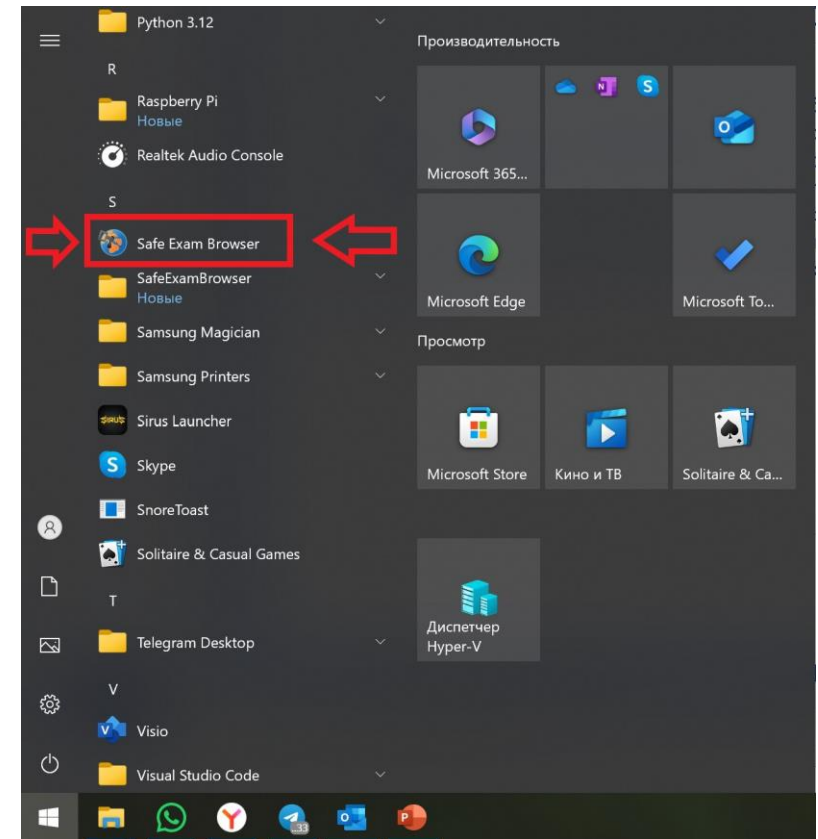 Python 3.12
R
Raspberry Pi
Новые
Realtek Audio Console
S
Safe Exam Browser
SafeExamBrowser
Новые
Samsung Magician
Samsung Printers
SIRUS
Sirus Launcher
S
Skype
SnoreToast
Solitaire & Casual Games
T
Telegram Desktop
V
V
Visio
Visual Studio Code
Производительность
N
S
O
Microsoft 365...
Microsoft Edge
Microsoft To...
Просмотр
Microsoft Store
Кино и ТВ
Solitaire & Ca...
Диспетчер
Hyper-V
Y
33
O
P